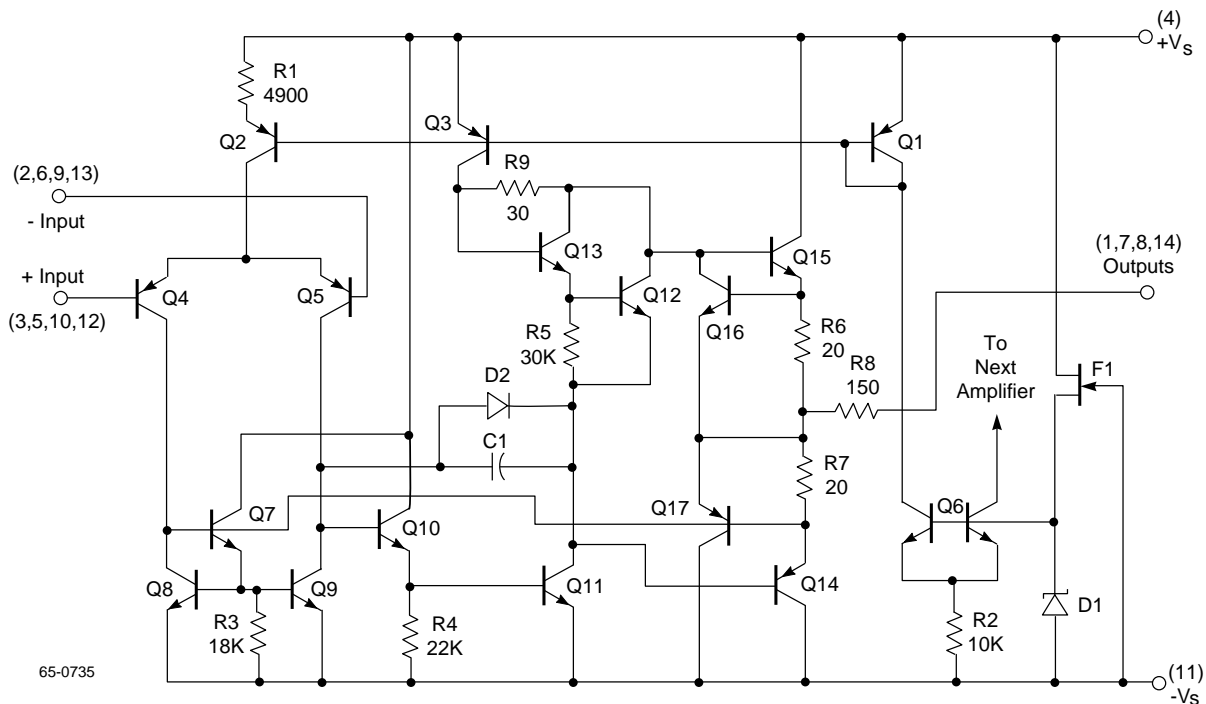 (4)
+Vs
R1
4900
Q2
Q3
Q1
R9
30
(2,6,9,13)
- Input
Q13
Q15
(1,7,8,14)
Outputs
+ Input
Q4
Q5
Q12
(3,5,10,12)
Q16
R5
30K
R6
20
To
Next
Amplifier
R8
150
F1
D2
C1
R7
20
Q7
Q17
Q6
Q10
Q8
Q9
Q11
Q14
D1
R3
18K
R4
22K
R2
10K
65-0735
(11)
-Vs